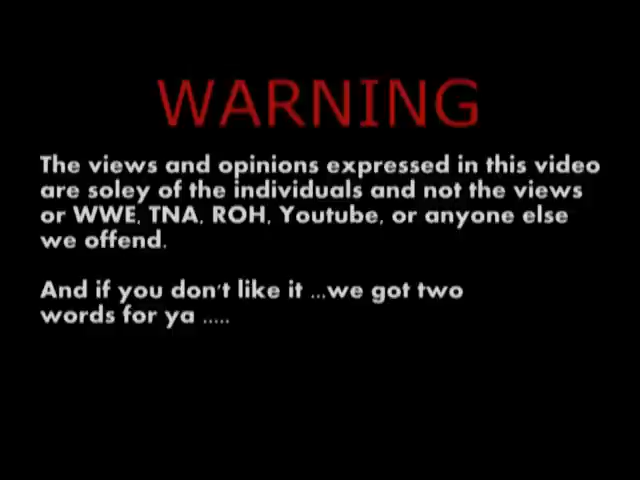 WARNING
The views and opinions expressed in this video
are soley of the individuals and not the views
or WWE, TNA, ROH, Youtube, or anyone else
we offend.
And if you don't like it ...we got two
words for ya .....